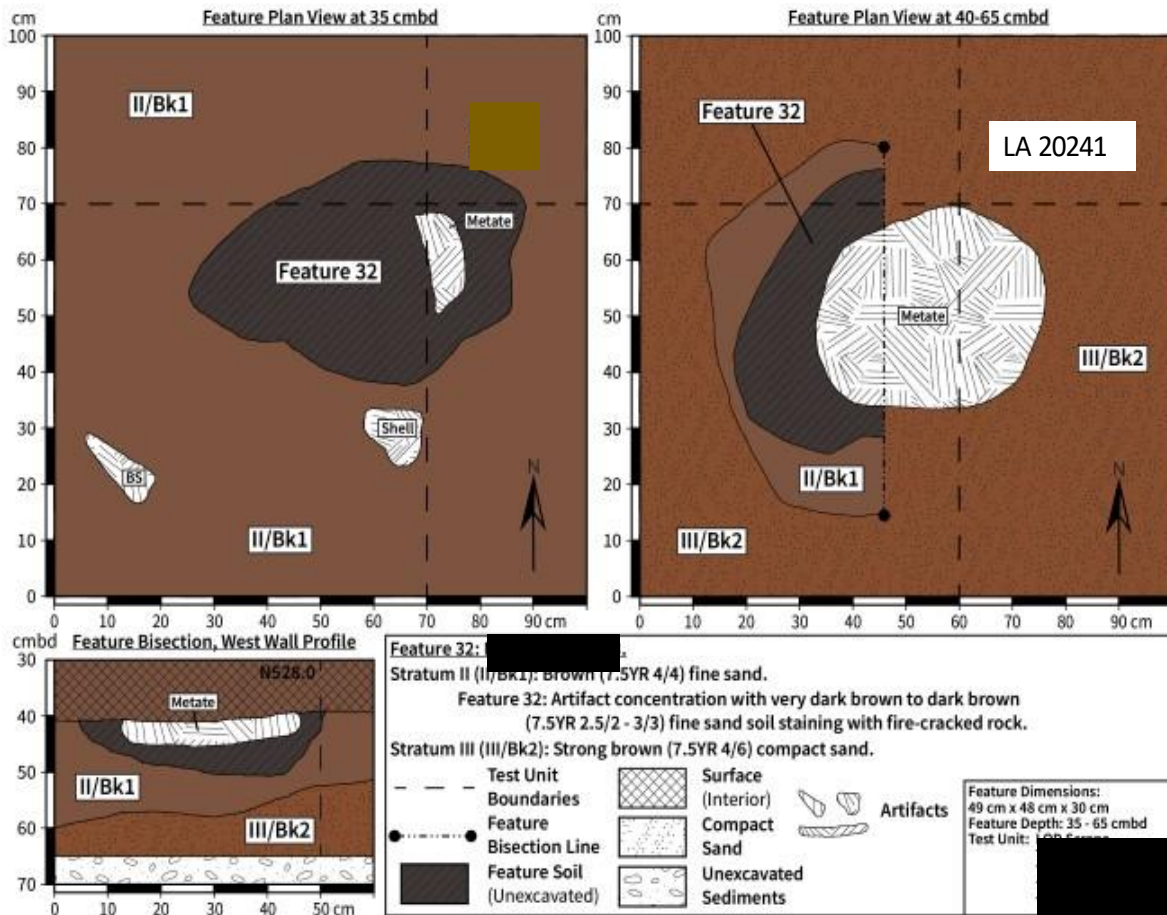 cm
Feature Plan View at 35 cmbd
100
90
80
70
60
50
40
30
20
10
0
II/Bk1
Metate
Feature 32
Shell
BS
II/Bk1
N
0 10 20 30 40 50 60 70 80 90 cm
cm
Feature Plan View at 40-65 cmbd
100
90
80
70
60
50
40
30
20
10
0
Feature 32
LA 20241
Metate
III/Bk2
II/Bk1
III/Bk2
N
0 10 20 30 40 50 60 70 80 90 cm
cmbd
Feature Bisection, West Wall Profile
30
40
50
60
70
N528.0
Metate
II/Bk1
III/Bk2
0 10 20 30 40 50 cm
Feature 32:
Stratum II (II/Bk1): Brown (7.5YR 4/4) fine sand.
Feature 32: Artifact concentration with very dark brown to dark brown
(7.5YR 2.5/2 - 3/3) fine sand soil staining with fire-cracked rock.
Stratum III (III/Bk2): Strong brown (7.5YR 4/6) compact sand.
Test Unit
Boundaries
Feature
Bisection Line
Feature Soil
(Unexcavated)
Surface
(Interior)
Compact
Sand
Unexcavated
Sediments
Artifacts
Feature Dimensions:
49 cm x 48 cm x 30 cm
Feature Depth: 35 - 65 cmbd
Test Unit: